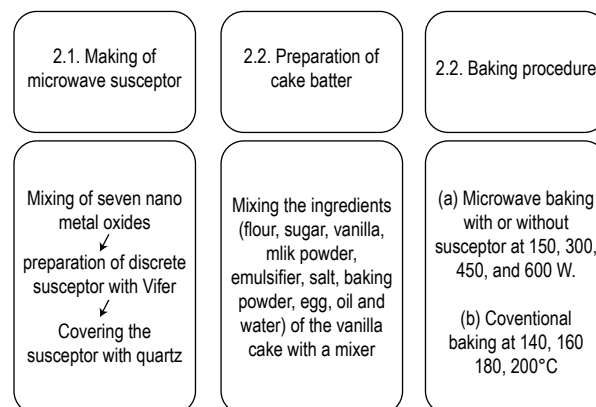 2.1. Making of
microwave susceptor
2.2. Preparation of
cake batter
2.2. Baking procedure
Mixing of seven nano
metal oxides
preparation of discrete
susceptor with Vifer
Covering the
susceptor with quartz
Mixing the ingredients
(flour, sugar, vanilla,
mlik powder,
emulsifier, salt, baking
powder, egg, oil and
water) of the vanilla
cake with a mixer
(a) Microwave baking
with or without
susceptor at 150, 300,
450, and 600 W.
(b) Coventional
baking at 140, 160
180, 200°C